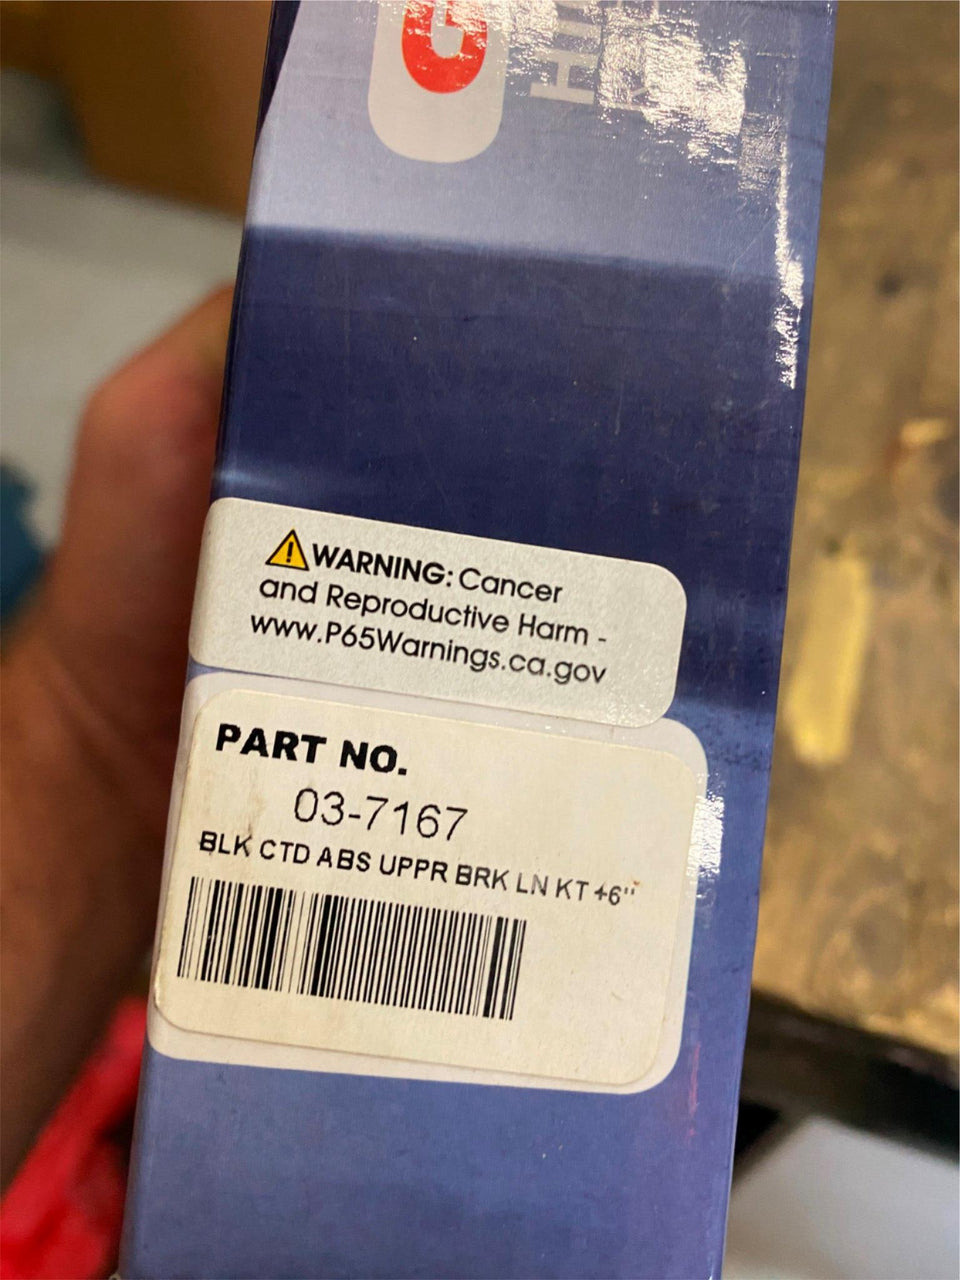 G
⚠WARNING: Cancer
and Reproductive Harm -
www.P65Warnings.ca.gov
PART NO.
03-7167
BLK CTD ABS UPPR BRK LN KT +6"